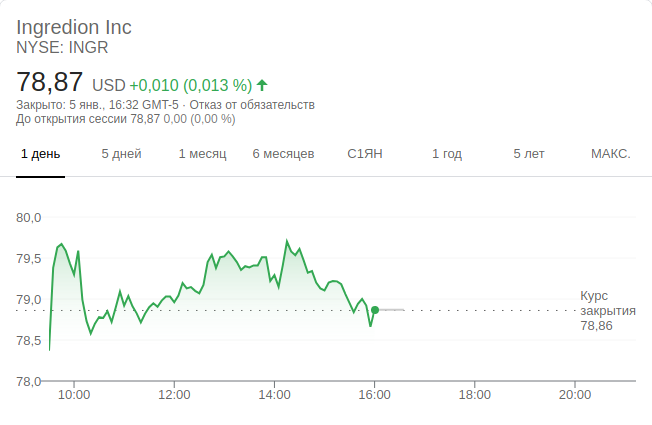 Ingredion Inc
NYSE: INGR
78,87 USD +0,010 (0,013 %)
Закрыто: 5 янв., 16:32 GMT-5 · Отказ от обязательств
До открытия сессии 78,87 0,00 (0,00 %)
1 день 5 дней 1 месяц 6 месяцев С1ЯН 1 год 5 лет МАКС.
80,0
79,5
79,0
78,5
78,0
Курс
закрытия
78,86
10:00 12:00 14:00 16:00 18:00 20:00